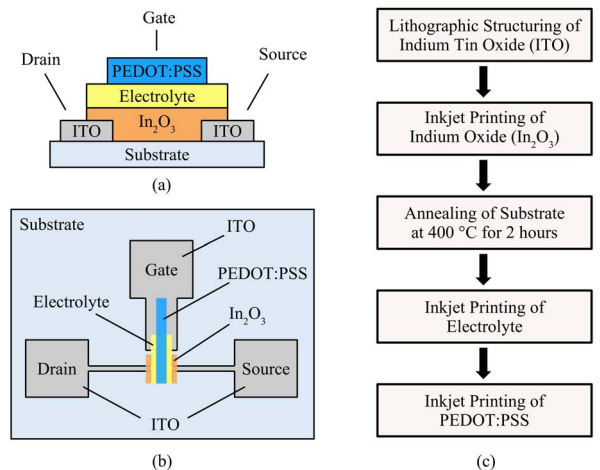 (a)
Gate
Drain
Source
PEDOT:PSS
Electrolyte
In₂O₃
ITO
ITO
Substrate
(a)
Substrate
ITO
Gate
PEDOT:PSS
Electrolyte
In₂O₃
Drain
Source
ITO
(b)
(c)
Lithographic Structuring of
Indium Tin Oxide (ITO)
Inkjet Printing of
Indium Oxide (In₂O₃)
Annealing of Substrate
at 400 °C for 2 hours
Inkjet Printing of
Electrolyte
Inkjet Printing of
PEDOT:PSS
(c)